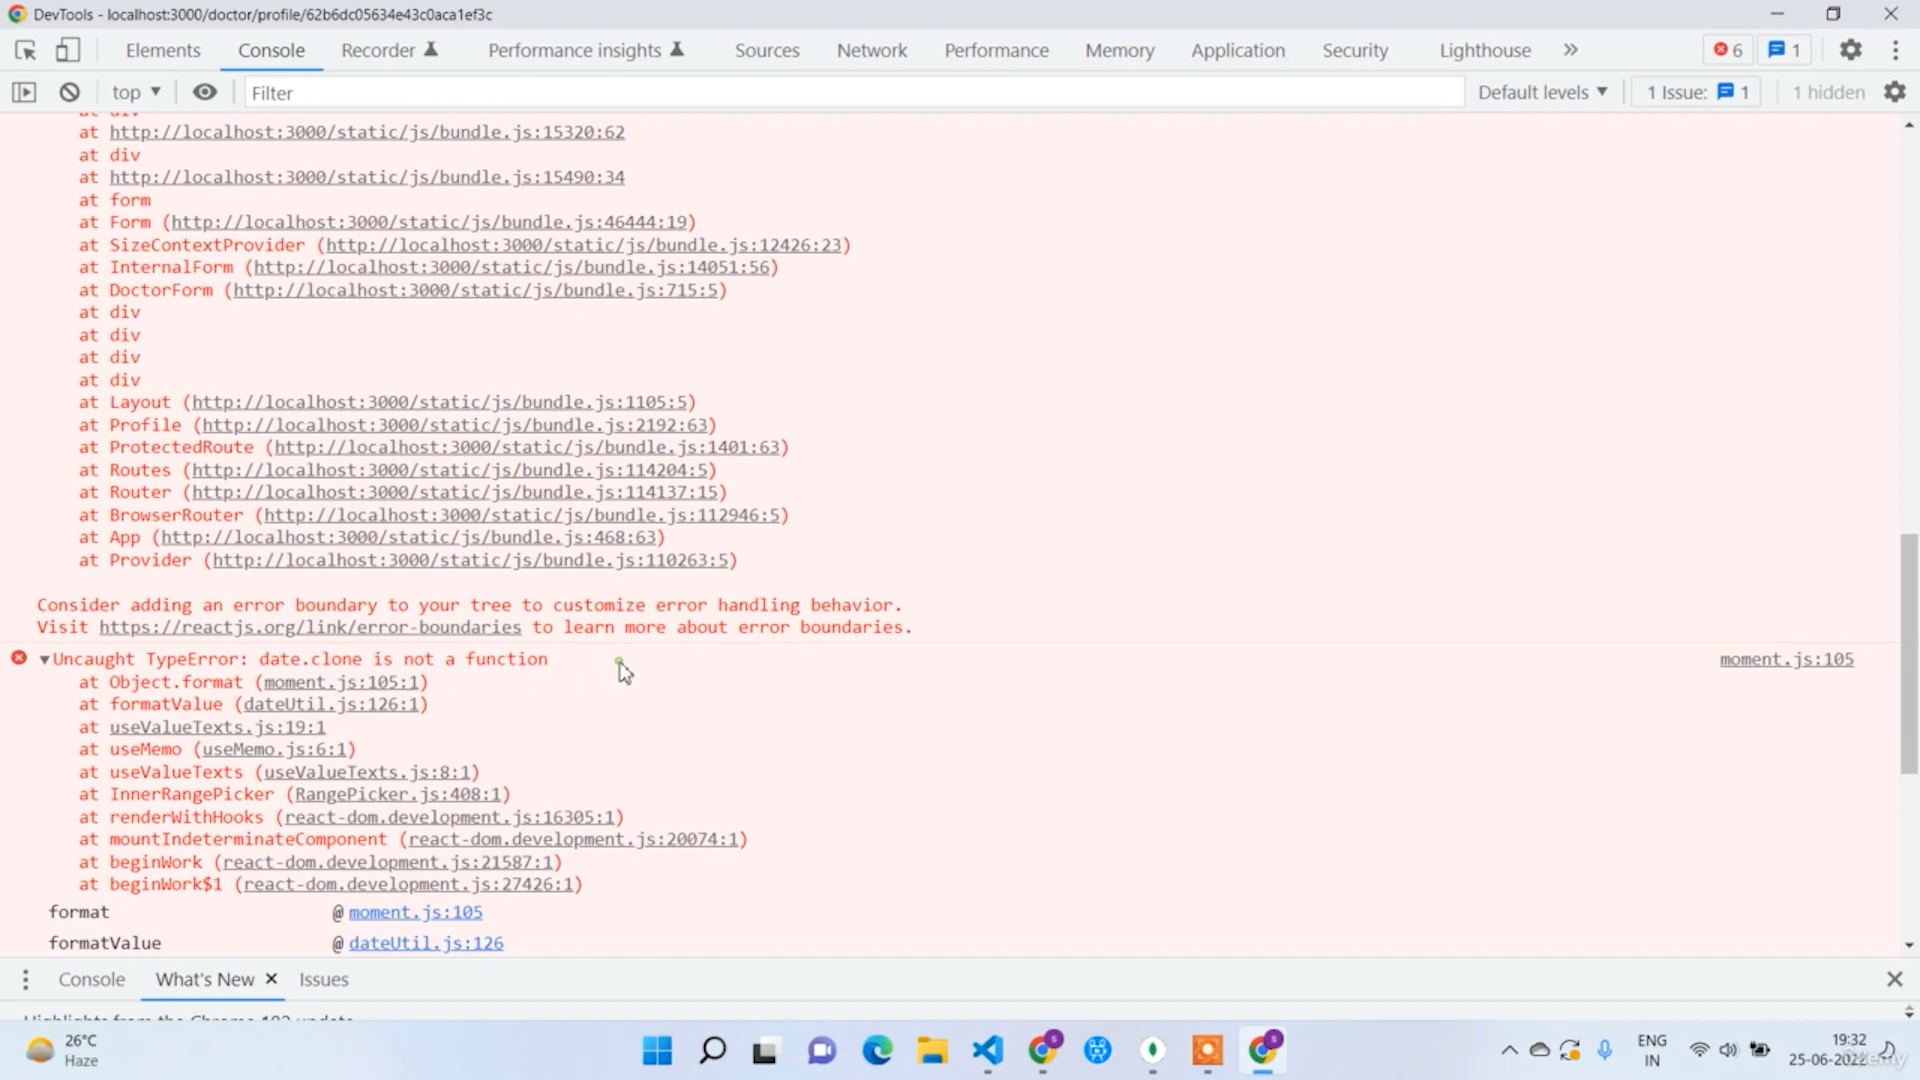 DevTools - localhost:3000/doctor/profile/62b6dc05634e43c0aca1ef3c
Elements Console Recorder Performance insights Sources Network Performance Memory Application Security Lighthouse 6 1
top Filter Default levels 1 Issue: 1 1 hidden
at div
at http://localhost:3000/static/js/bundle.js:15320:62
at div
at http://localhost:3000/static/js/bundle.js:15490:34
at form
at Form (http://localhost:3000/static/js/bundle.js:46444:19)
at SizeContextProvider (http://localhost:3000/static/js/bundle.js:12426:23)
at InternalForm (http://localhost:3000/static/js/bundle.js:14051:56)
at DoctorForm (http://localhost:3000/static/js/bundle.js:715:5)
at div
at div
at div
at div
at Layout (http://localhost:3000/static/js/bundle.js:1105:5)
at Profile (http://localhost:3000/static/js/bundle.js:2192:63)
at ProtectedRoute (http://localhost:3000/static/js/bundle.js:1401:63)
at Routes (http://localhost:3000/static/js/bundle.js:114204:5)
at Router (http://localhost:3000/static/js/bundle.js:114137:15)
at BrowserRouter (http://localhost:3000/static/js/bundle.js:112946:5)
at App (http://localhost:3000/static/js/bundle.js:468:63)
at Provider (http://localhost:3000/static/js/bundle.js:110263:5)
Consider adding an error boundary to your tree to customize error handling behavior.
Visit https://reactjs.org/link/error-boundaries to learn more about error boundaries.
▼Uncaught TypeError: date.clone is not a function moment.js:105
at Object.format (moment.js:105:1)
at formatValue (dateUtil.js:126:1)
at useValueTexts.js:19:1
at useMemo (useMemo.js:6:1)
at useValueTexts (useValueTexts.js:8:1)
at InnerRangePicker (RangePicker.js:408:1)
at renderWithHooks (react-dom.development.js:16305:1)
at mountIndeterminateComponent (react-dom.development.js:20074:1)
at beginWork (react-dom.development.js:21587:1)
at beginWork$1 (react-dom.development.js:27426:1)
format @ moment.js:105
formatValue @ dateUtil.js:126
Console What's New Issues
Highlights from the Chrome 102 update
26°C
Haze
ENG
IN
19:32
25-06-2022